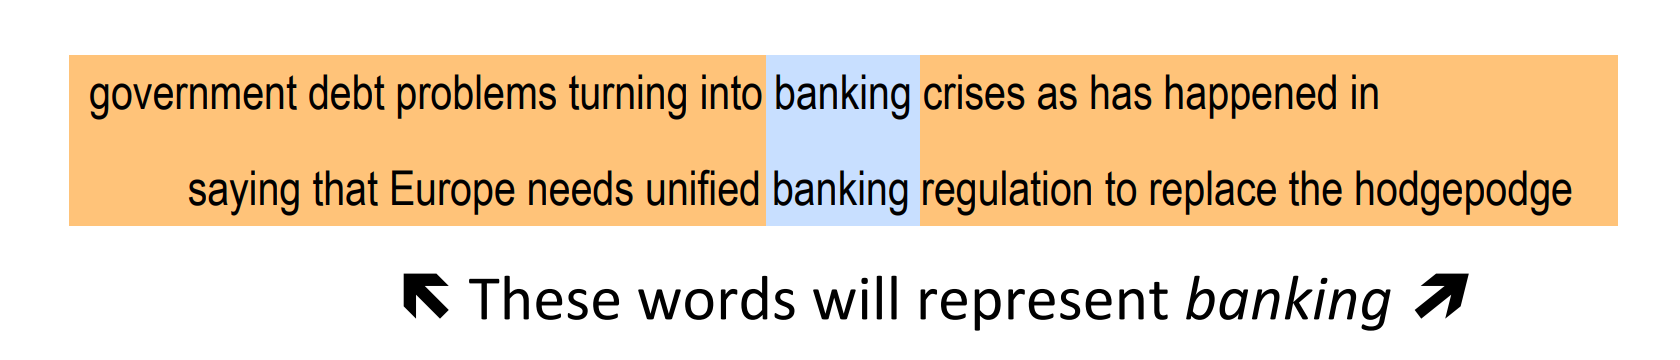 government debt problems turning into banking crises as has happened in
saying that Europe needs unified banking regulation to replace the hodgepodge
↖ These words will represent banking ↗